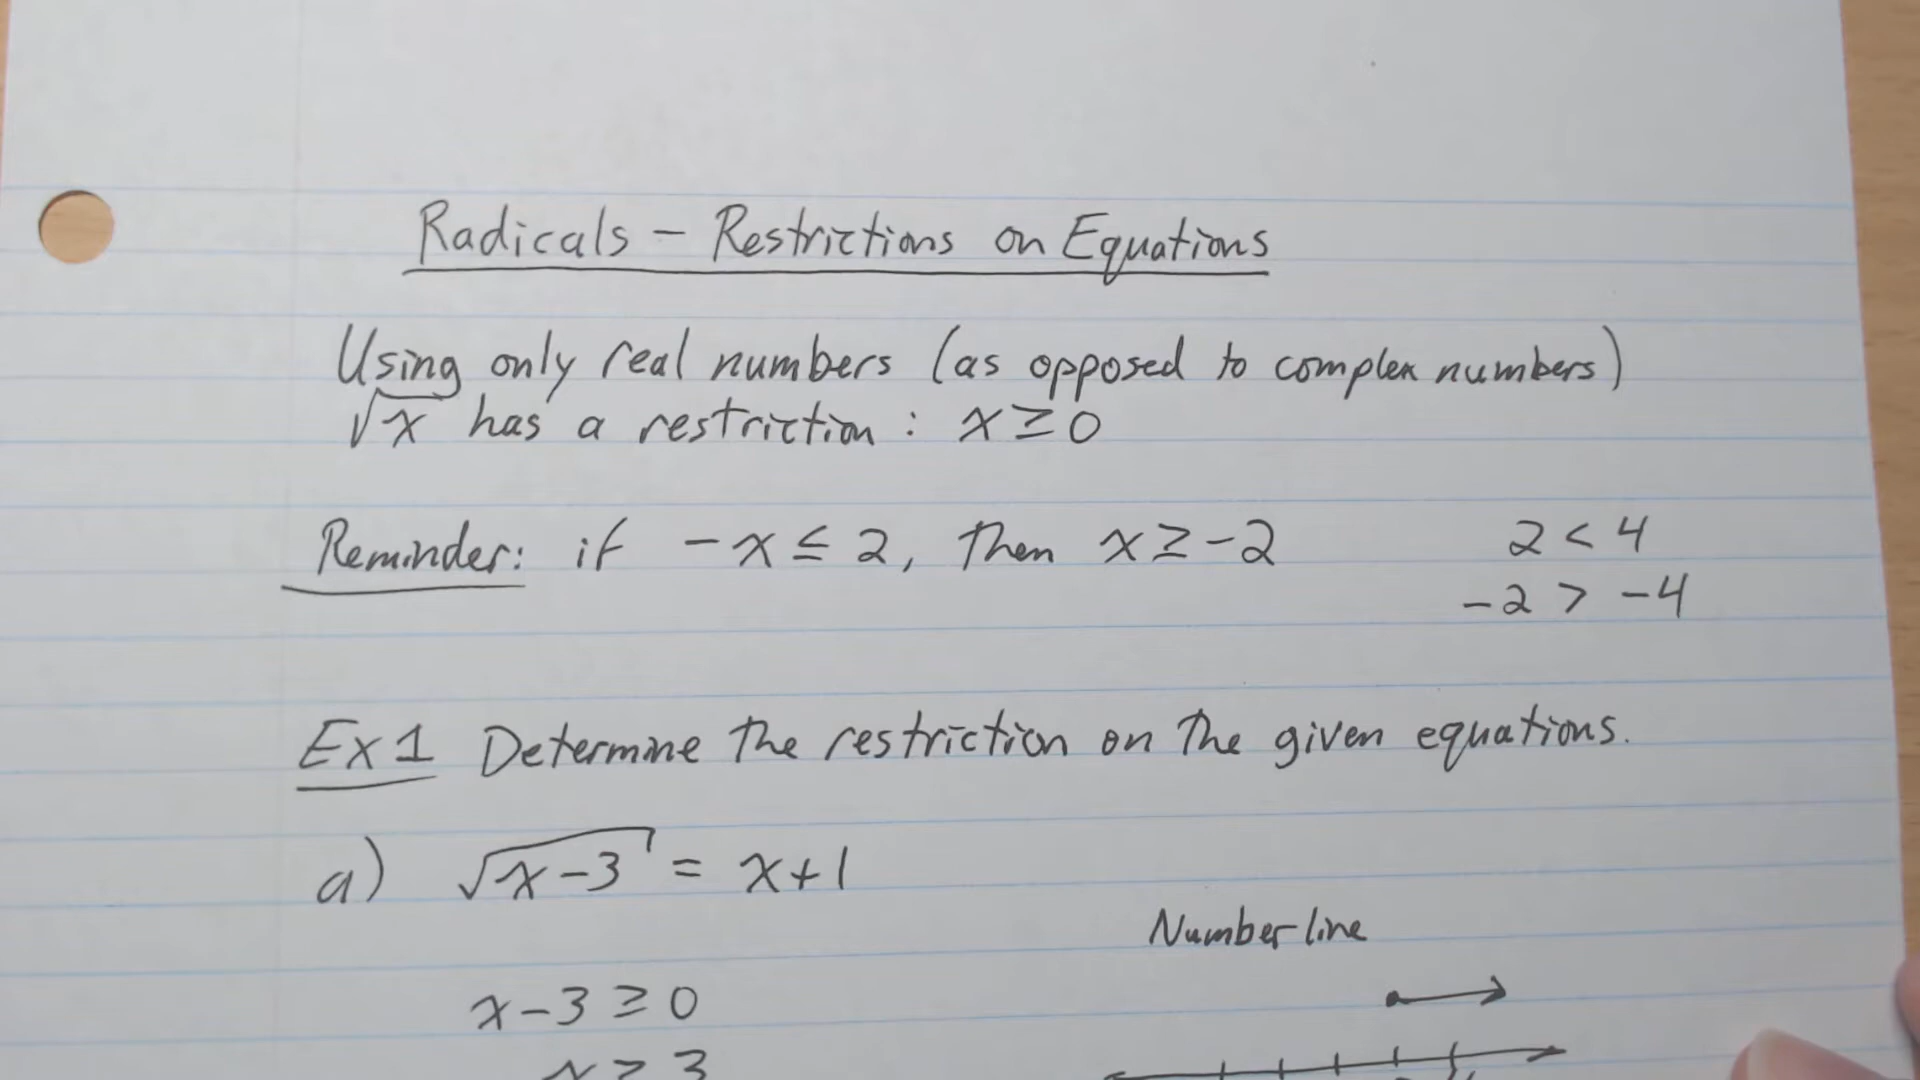 Radicals - Restrictions on Equations
Using only real numbers (as opposed to complex numbers)
√x has a restriction: x ≥ 0
Reminder: if -x ≤ 2, then x ≥ -2
2 < 4
-2 > -4
Ex 1 Determine the restriction on the given equations.
a) √(x-3) = x+1
Number line
x-3 ≥ 0
x ≥ 3